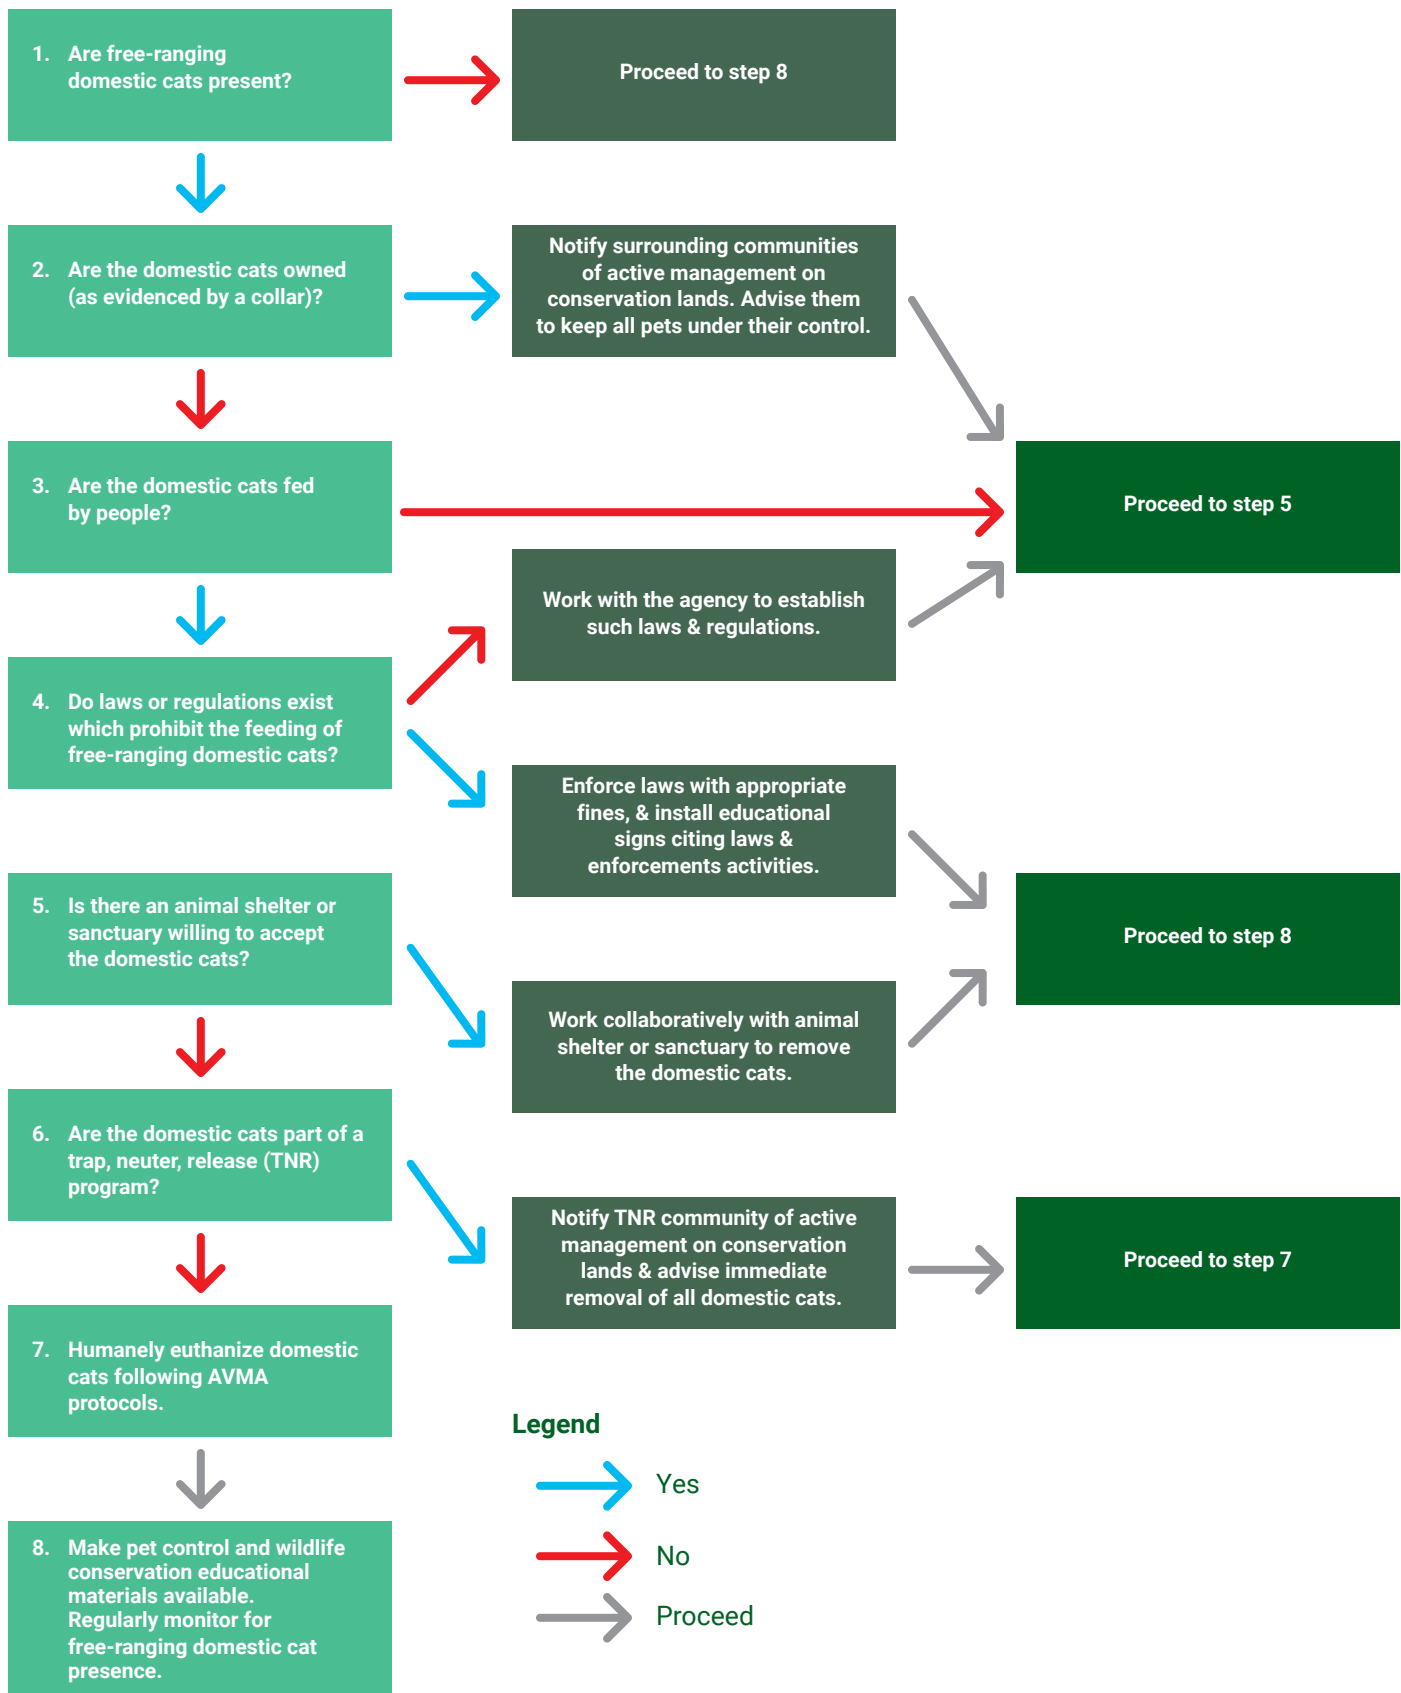 1. Are free-ranging
domestic cats present?
Proceed to step 8
2. Are the domestic cats owned
(as evidenced by a collar)?
Notify surrounding communities
of active management on
conservation lands. Advise them
to keep all pets under their control.
3. Are the domestic cats fed
by people?
Proceed to step 5
Work with the agency to establish
such laws & regulations.
4. Do laws or regulations exist
which prohibit the feeding of
free-ranging domestic cats?
Enforce laws with appropriate
fines, & install educational
signs citing laws &
enforcements activities.
5. Is there an animal shelter or
sanctuary willing to accept
the domestic cats?
Proceed to step 8
Work collaboratively with animal
shelter or sanctuary to remove
the domestic cats.
6. Are the domestic cats part of a
trap, neuter, release (TNR)
program?
Notify TNR community of active
management on conservation
lands & advise immediate
removal of all domestic cats.
Proceed to step 7
7. Humanely euthanize domestic
cats following AVMA
protocols.
Legend
Yes
No
Proceed
8. Make pet control and wildlife
conservation educational
materials available.
Regularly monitor for
free-ranging domestic cat
presence.